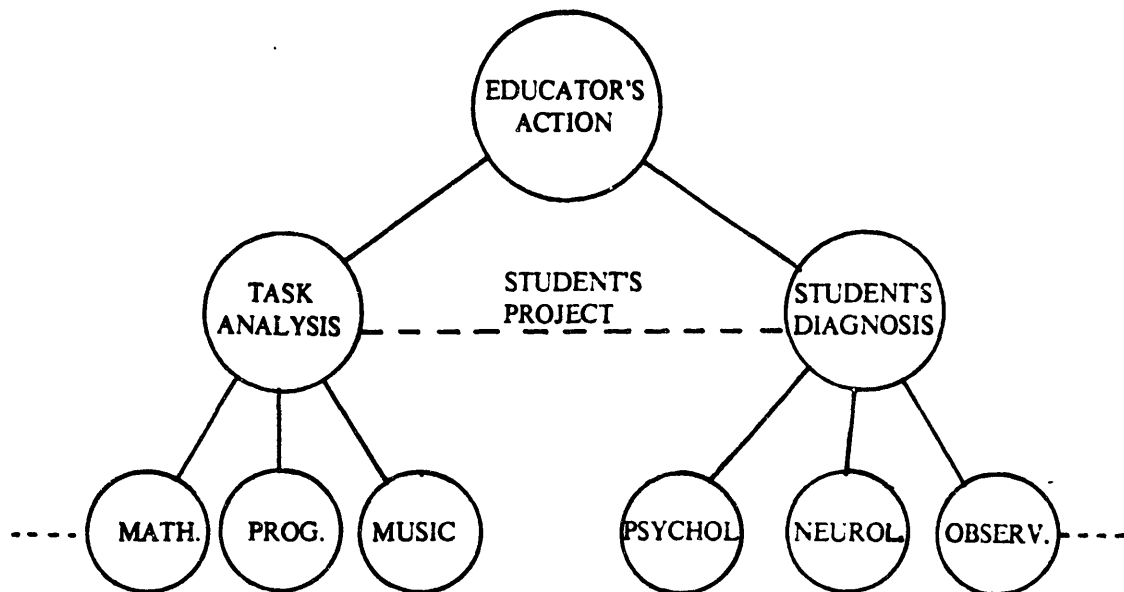 EDUCATOR'S
ACTION
TASK
ANALYSIS
STUDENT'S
PROJECT
STUDENT'S
DIAGNOSIS
MATH.
PROG.
MUSIC
PSYCHOL
NEUROL.
OBSERV.